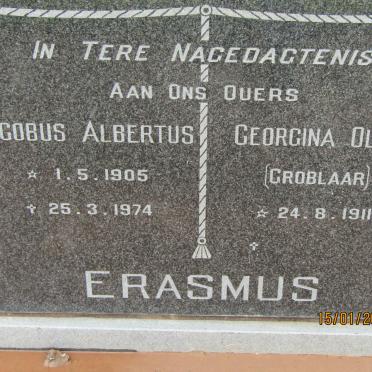 IN TERE NAGEDACTENIS
AAN ONS OUERS
COBUS ALBERTUS GEORGINA OL
(GROBLAAR)
☆ 1.5.1905 ☆ 24.8.1911
✝ 25.3.1974 ✝
ERASMUS
15/01/2